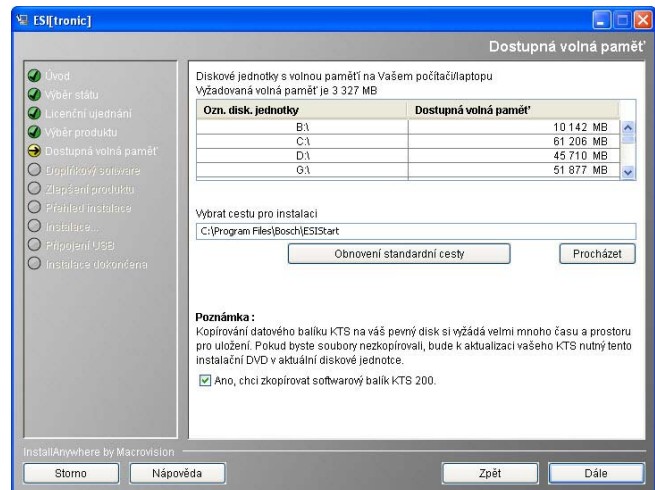 ESI[tronic]
Dostupná volná paměť
Úvod
Výběr státu
Licenční ujednání
Výběr produktu
Dostupná volná paměť
Doplňkový software
Zlepšení produktu
Přehled instalace
Instalace...
Připojení USB
Instalace dokončena
Diskové jednotky s volnou pamětí na Vašem počítači/laptopu
Vyžadovaná volná paměť je 3 327 MB
Ozn. disk. jednotky Dostupná volná paměť
B:\ 10 142 MB
C:\ 61 206 MB
D:\ 45 710 MB
G:\ 51 877 MB
Vybrat cestu pro instalaci
C:\Program Files\Bosch\ESIStart
Obnovení standardní cesty Procházet
Poznámka :
Kopírování datového balíku KTS na váš pevný disk si vyžádá velmi mnoho času a prostoru
pro uložení. Pokud byste soubory nezkopírovali, bude k aktualizaci vašeho KTS nutný tento
instalační DVD v aktuální diskové jednotce.
Ano, chci zkopírovat softwarový balík KTS 200.
InstallAnywhere by Macrovision
Storno Nápověda Zpět Dále